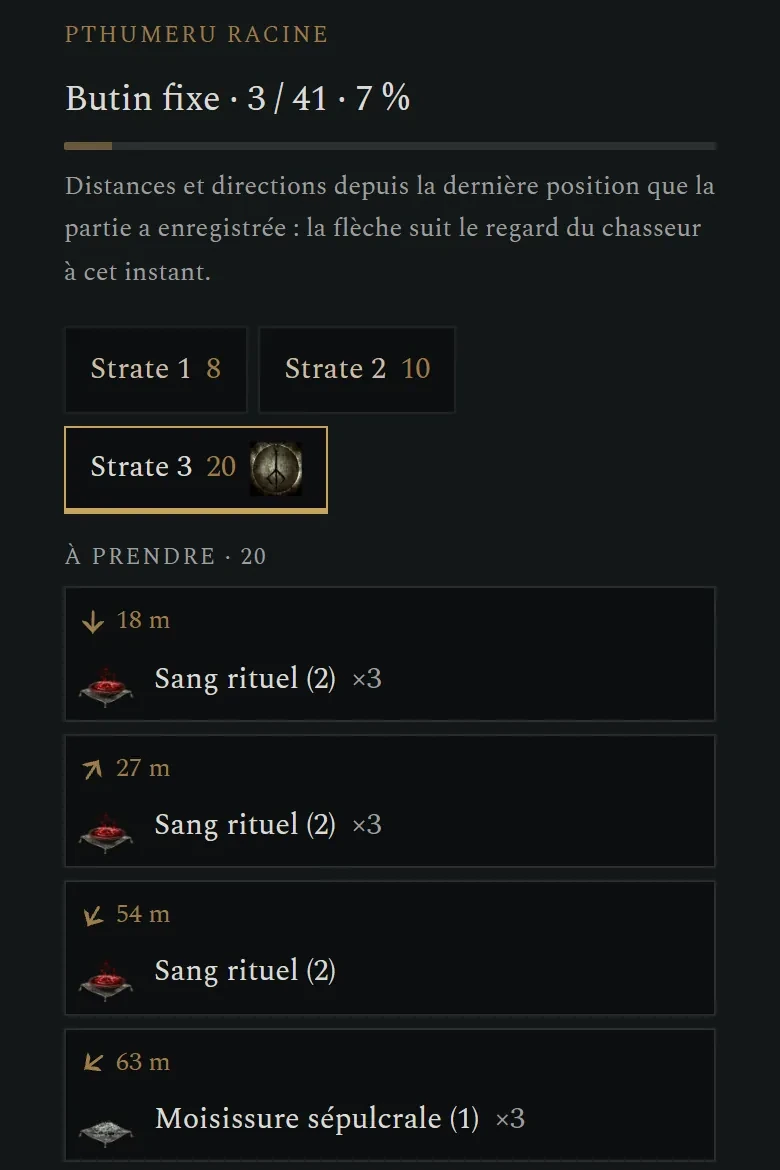 PTHUMERU RACINE
Butin fixe · 3 / 41 · 7 %
Distances et directions depuis la dernière position que la
partie a enregistrée : la flèche suit le regard du chasseur
à cet instant.
Strate 1 8
Strate 2 10
Strate 3 20
À PRENDRE · 20
18 m
Sang rituel (2) ×3
27 m
Sang rituel (2) ×3
54 m
Sang rituel (2)
63 m
Moisissure sépulcrale (1) ×3